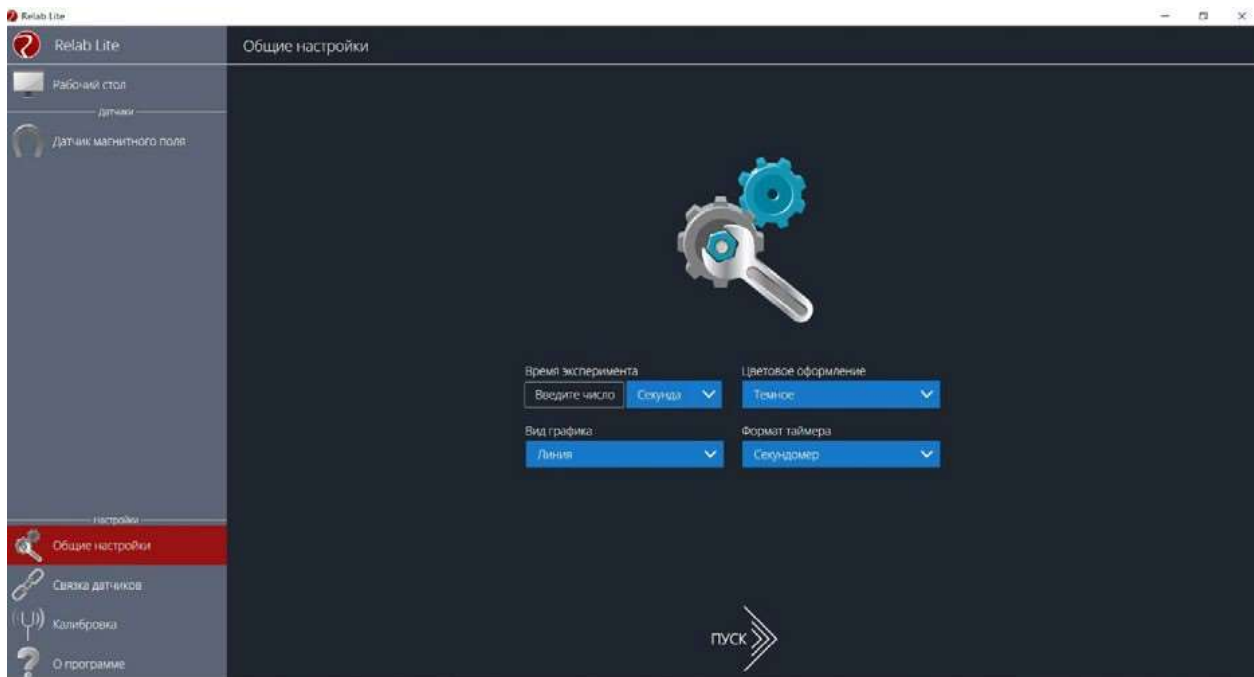 Relab Lite
Relab Lite
Общие настройки
Рабочий стол
Датчики
Датчик магнитного поля
Время эксперимента
Цветовое оформление
Введите число
Секунда
Темное
Вид графика
Формат таймера
Линия
Секундомер
Настройки
Общие настройки
Связка датчиков
Калибровка
О программе
ПУСК